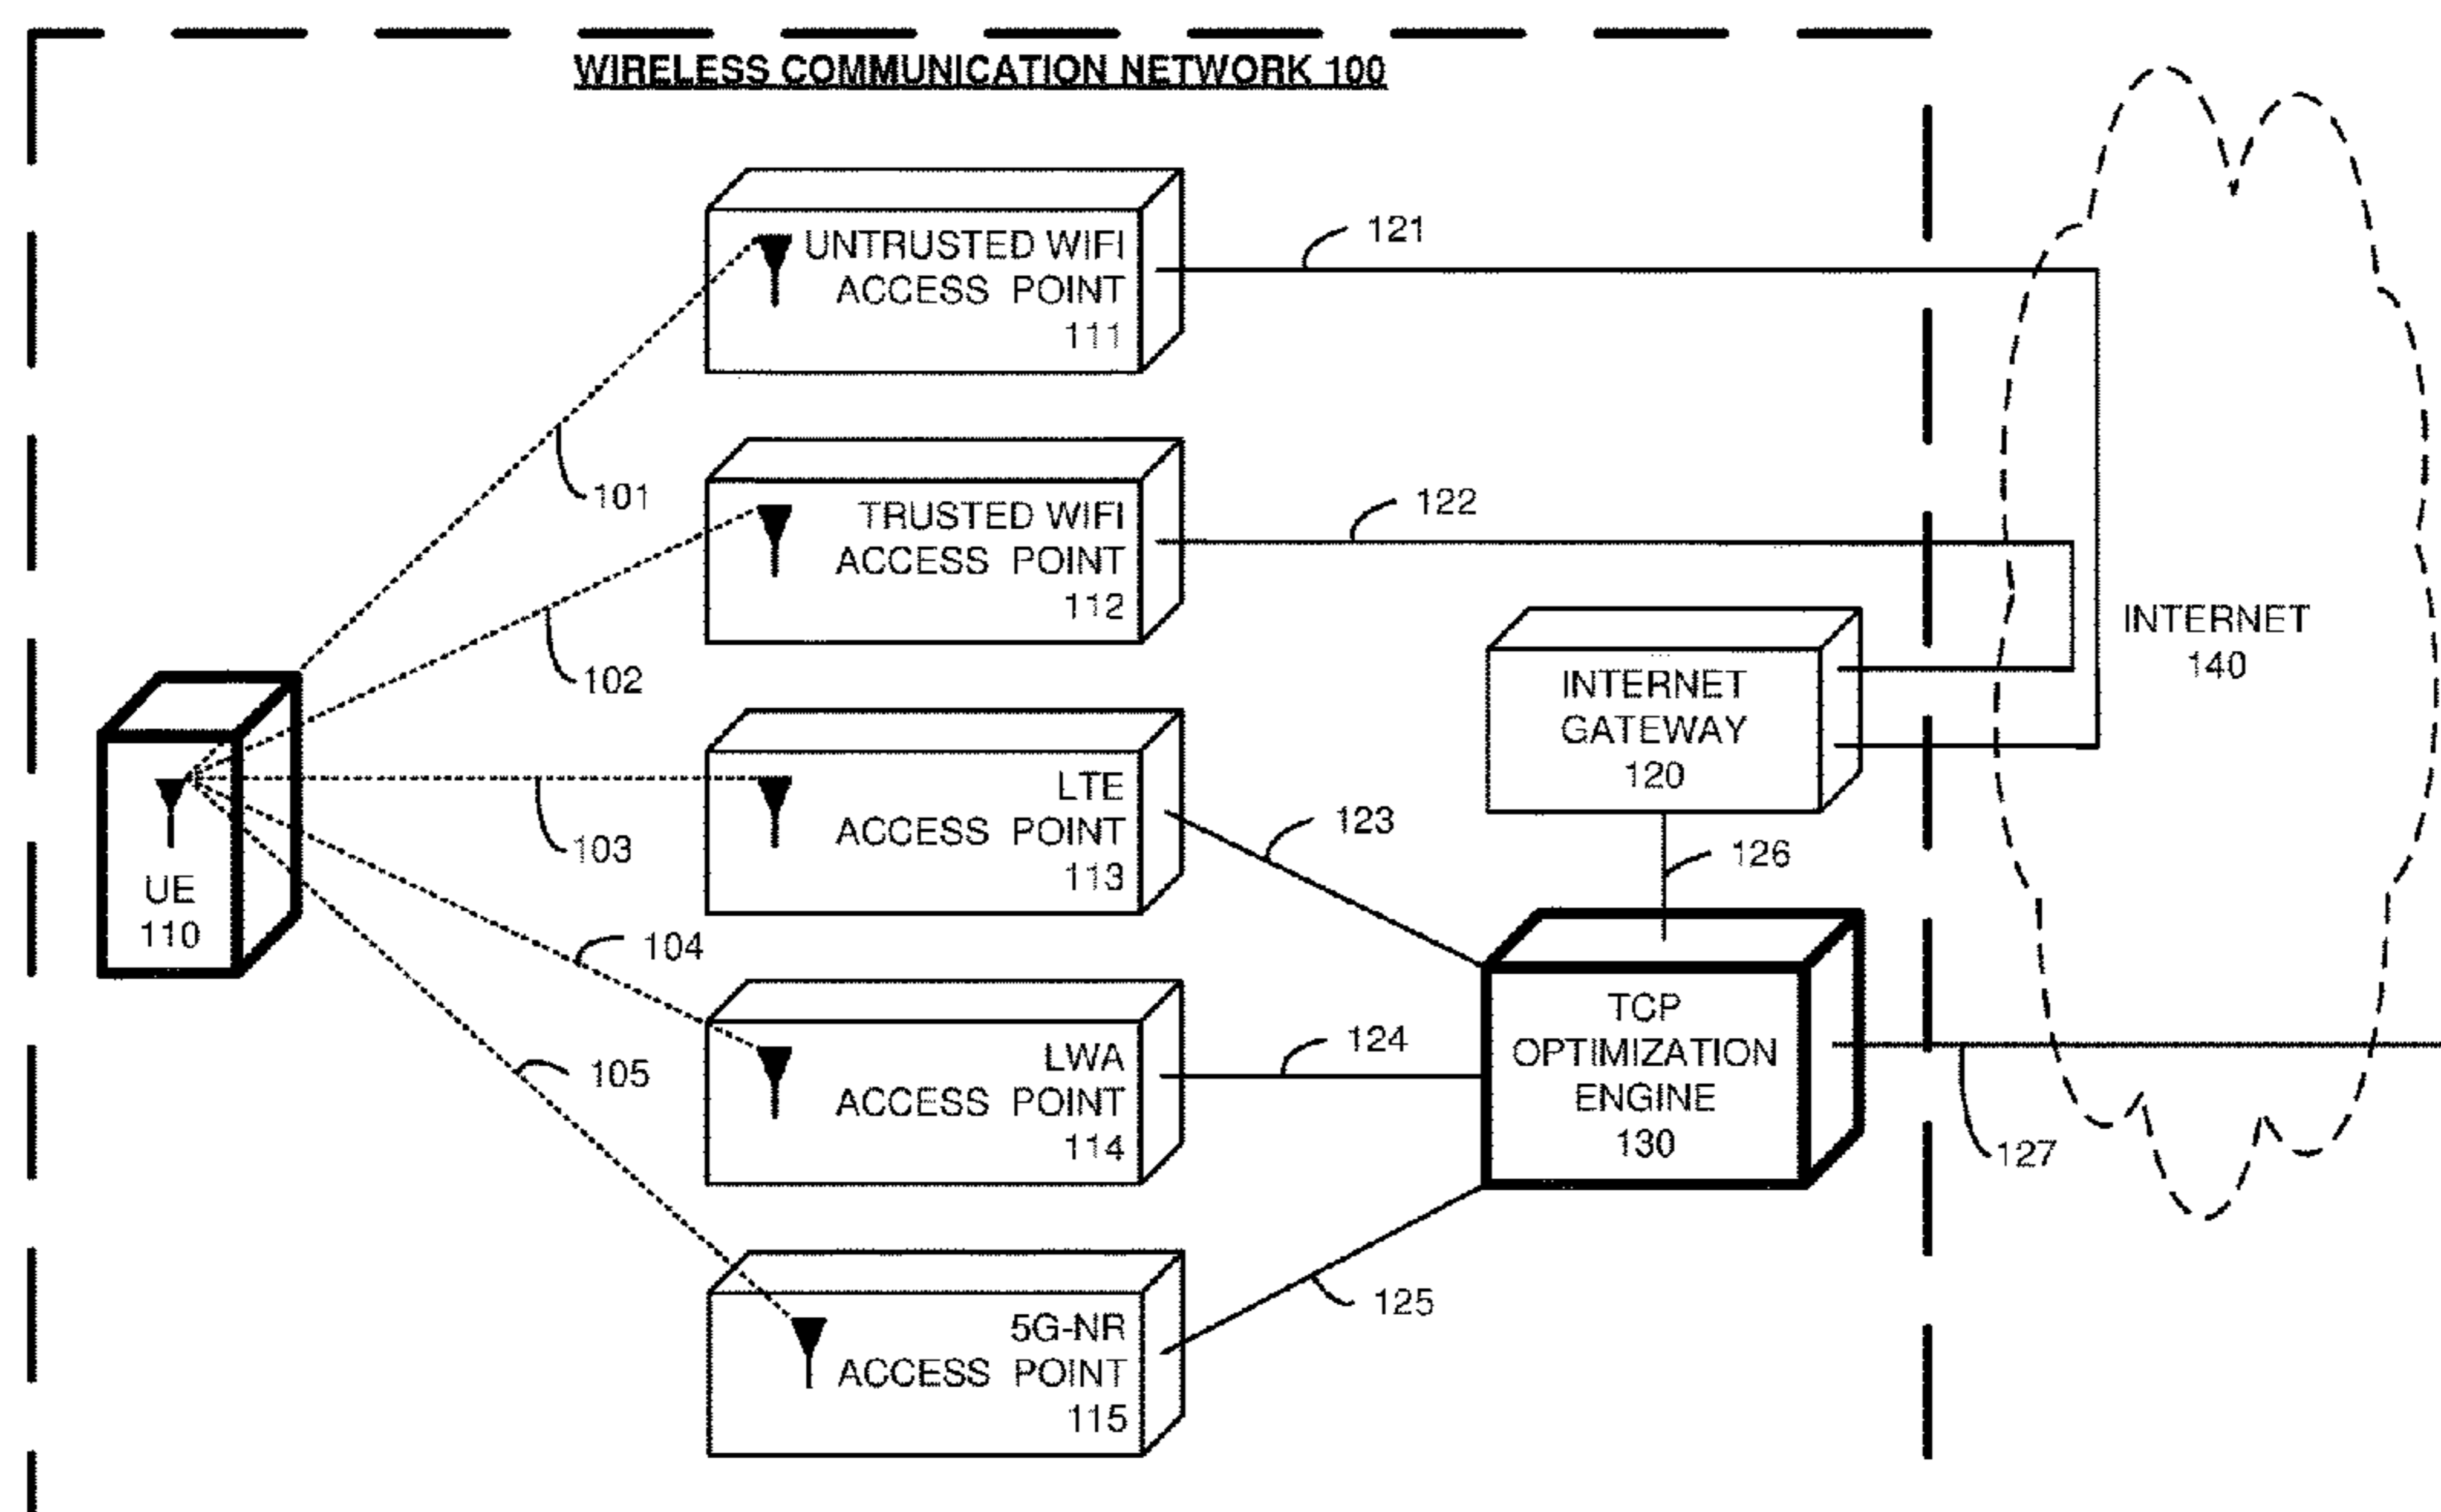 WIRELESS COMMUNICATION NETWORK 100
UNTRUSTED WIFI
ACCESS POINT
111
121
101
TRUSTED WIFI
ACCESS POINT
112
122
102
INTERNET
140
INTERNET
GATEWAY
120
UE
110
103
LTE
ACCESS POINT
113
123
126
104
LWA
ACCESS POINT
114
124
TCP
OPTIMIZATION
ENGINE
130
127
105
5G-NR
ACCESS POINT
115
125